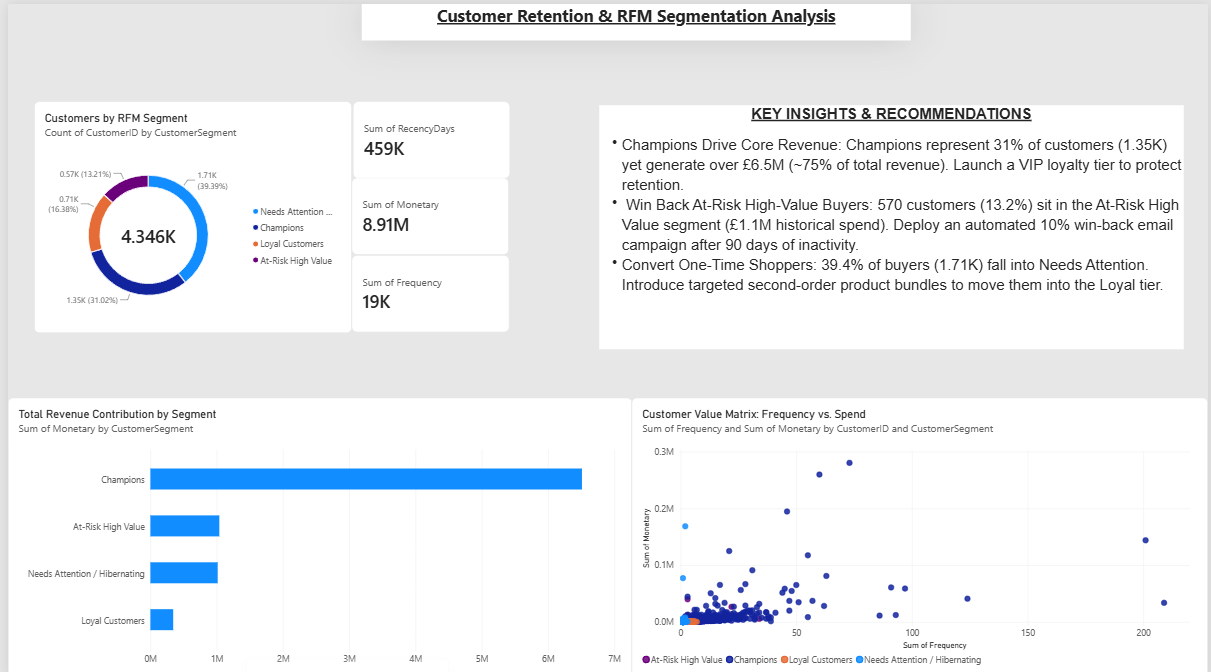 Customer Retention & RFM Segmentation Analysis
Customers by RFM Segment
Count of CustomerID by CustomerSegment
0.57K (13.21%)
1.71K
(39.39%)
0.71K
(16.38%)
4.346K
1.35K (31.02%)
Needs Attention ...
Champions
Loyal Customers
At-Risk High Value
Sum of RecencyDays
459K
Sum of Monetary
8.91M
Sum of Frequency
19K
KEY INSIGHTS & RECOMMENDATIONS
• Champions Drive Core Revenue: Champions represent 31% of customers (1.35K)
yet generate over £6.5M (~75% of total revenue). Launch a VIP loyalty tier to protect
retention.
• Win Back At-Risk High-Value Buyers: 570 customers (13.2%) sit in the At-Risk High
Value segment (£1.1M historical spend). Deploy an automated 10% win-back email
campaign after 90 days of inactivity.
• Convert One-Time Shoppers: 39.4% of buyers (1.71K) fall into Needs Attention.
Introduce targeted second-order product bundles to move them into the Loyal tier.
Total Revenue Contribution by Segment
Sum of Monetary by CustomerSegment
Champions
At-Risk High Value
Needs Attention / Hibernating
Loyal Customers
0M 1M 2M 3M 4M 5M 6M 7M
Customer Value Matrix: Frequency vs. Spend
Sum of Frequency and Sum of Monetary by CustomerID and CustomerSegment
Sum of Monetary
0.3M
0.2M
0.1M
0.0M
0 50 100 150 200
Sum of Frequency
At-Risk High Value Champions Loyal Customers Needs Attention / Hibernating